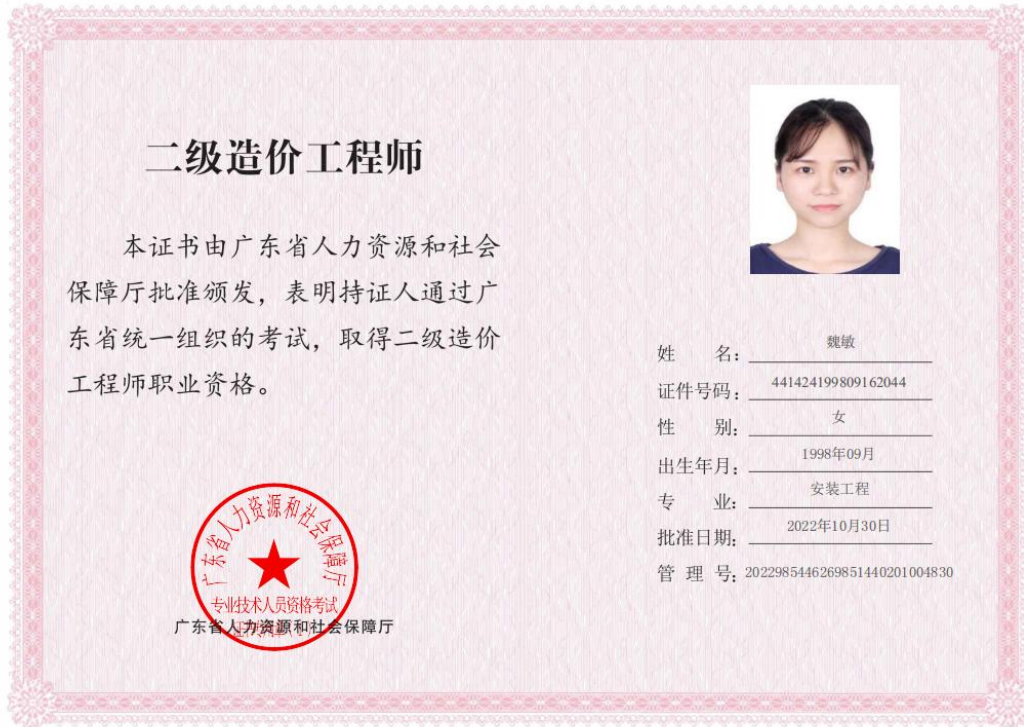 二级造价工程师
本证书由广东省人力资源和社会
保障厅批准颁发，表明持证人通过广
东省统一组织的考试，取得二级造价
工程师职业资格。
广东省人力资源和社会保障厅
专业技术人员资格考试
广东省人力资源和社会保障厅
姓名：魏敏
证件号码：441424199809162044
性别：女
出生年月：1998年09月
专业：安装工程
批准日期：2022年10月30日
管理号：20229854462698514402​01004830